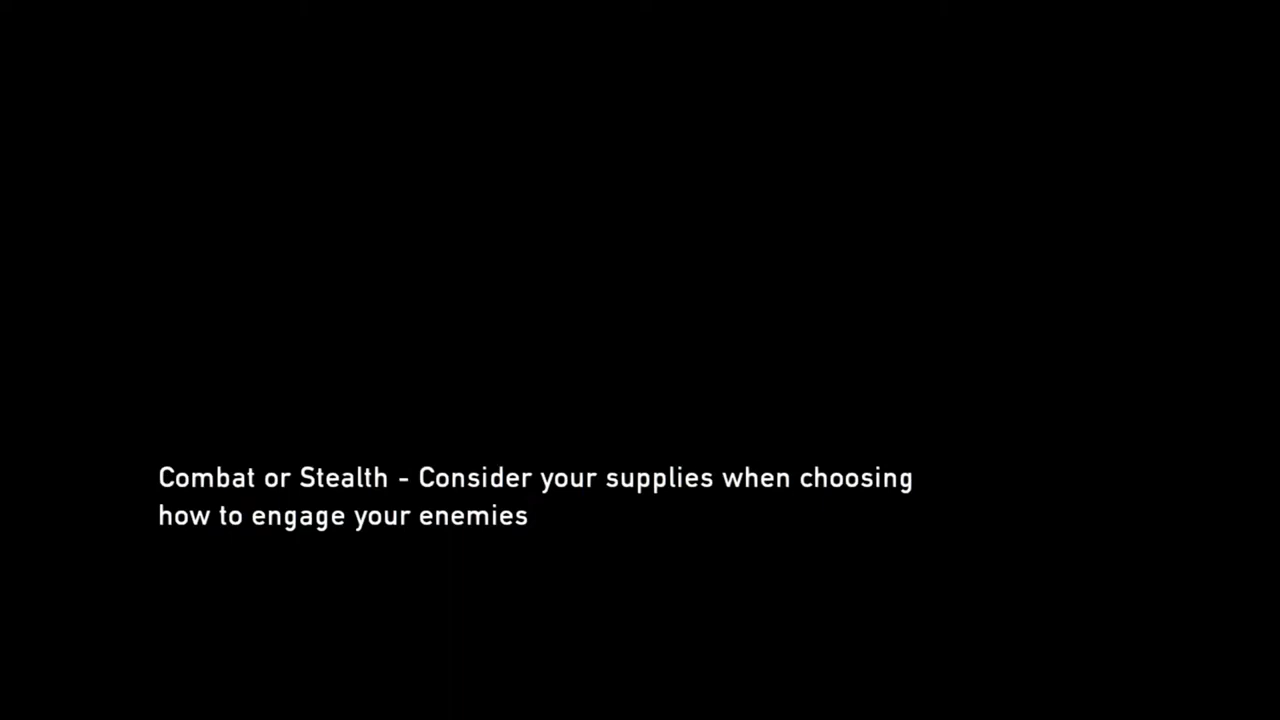 Combat or Stealth - Consider your supplies when choosing
how to engage your enemies